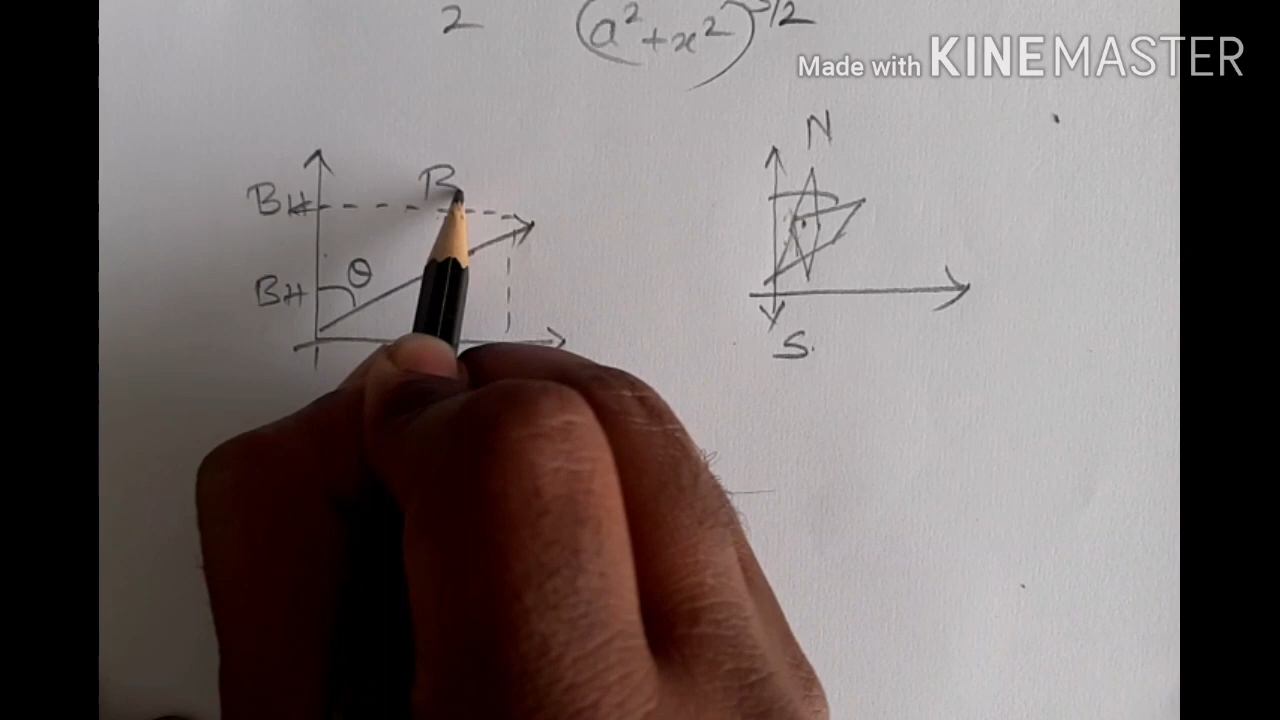 2 (a²+x²)^3/2
Made with KINEMASTER
N
B
BH
θ
BH
S.